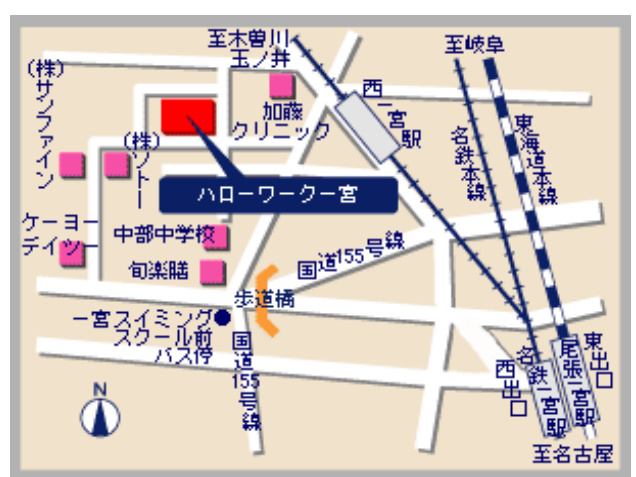 至木曽川
玉ノ井
至岐阜
(株)サンファイン
加藤
クリニック
西一宮駅
名鉄本線
東海道本線
(株)ソトー
ハローワーク一宮
ケーヨー
デイツー
中部中学校
旬楽膳
国道155号線
歩道橋
一宮スイミング
スクール前
バス停
国道155号線
N
西出口
名鉄一宮駅
尾張一宮駅
東出口
至名古屋